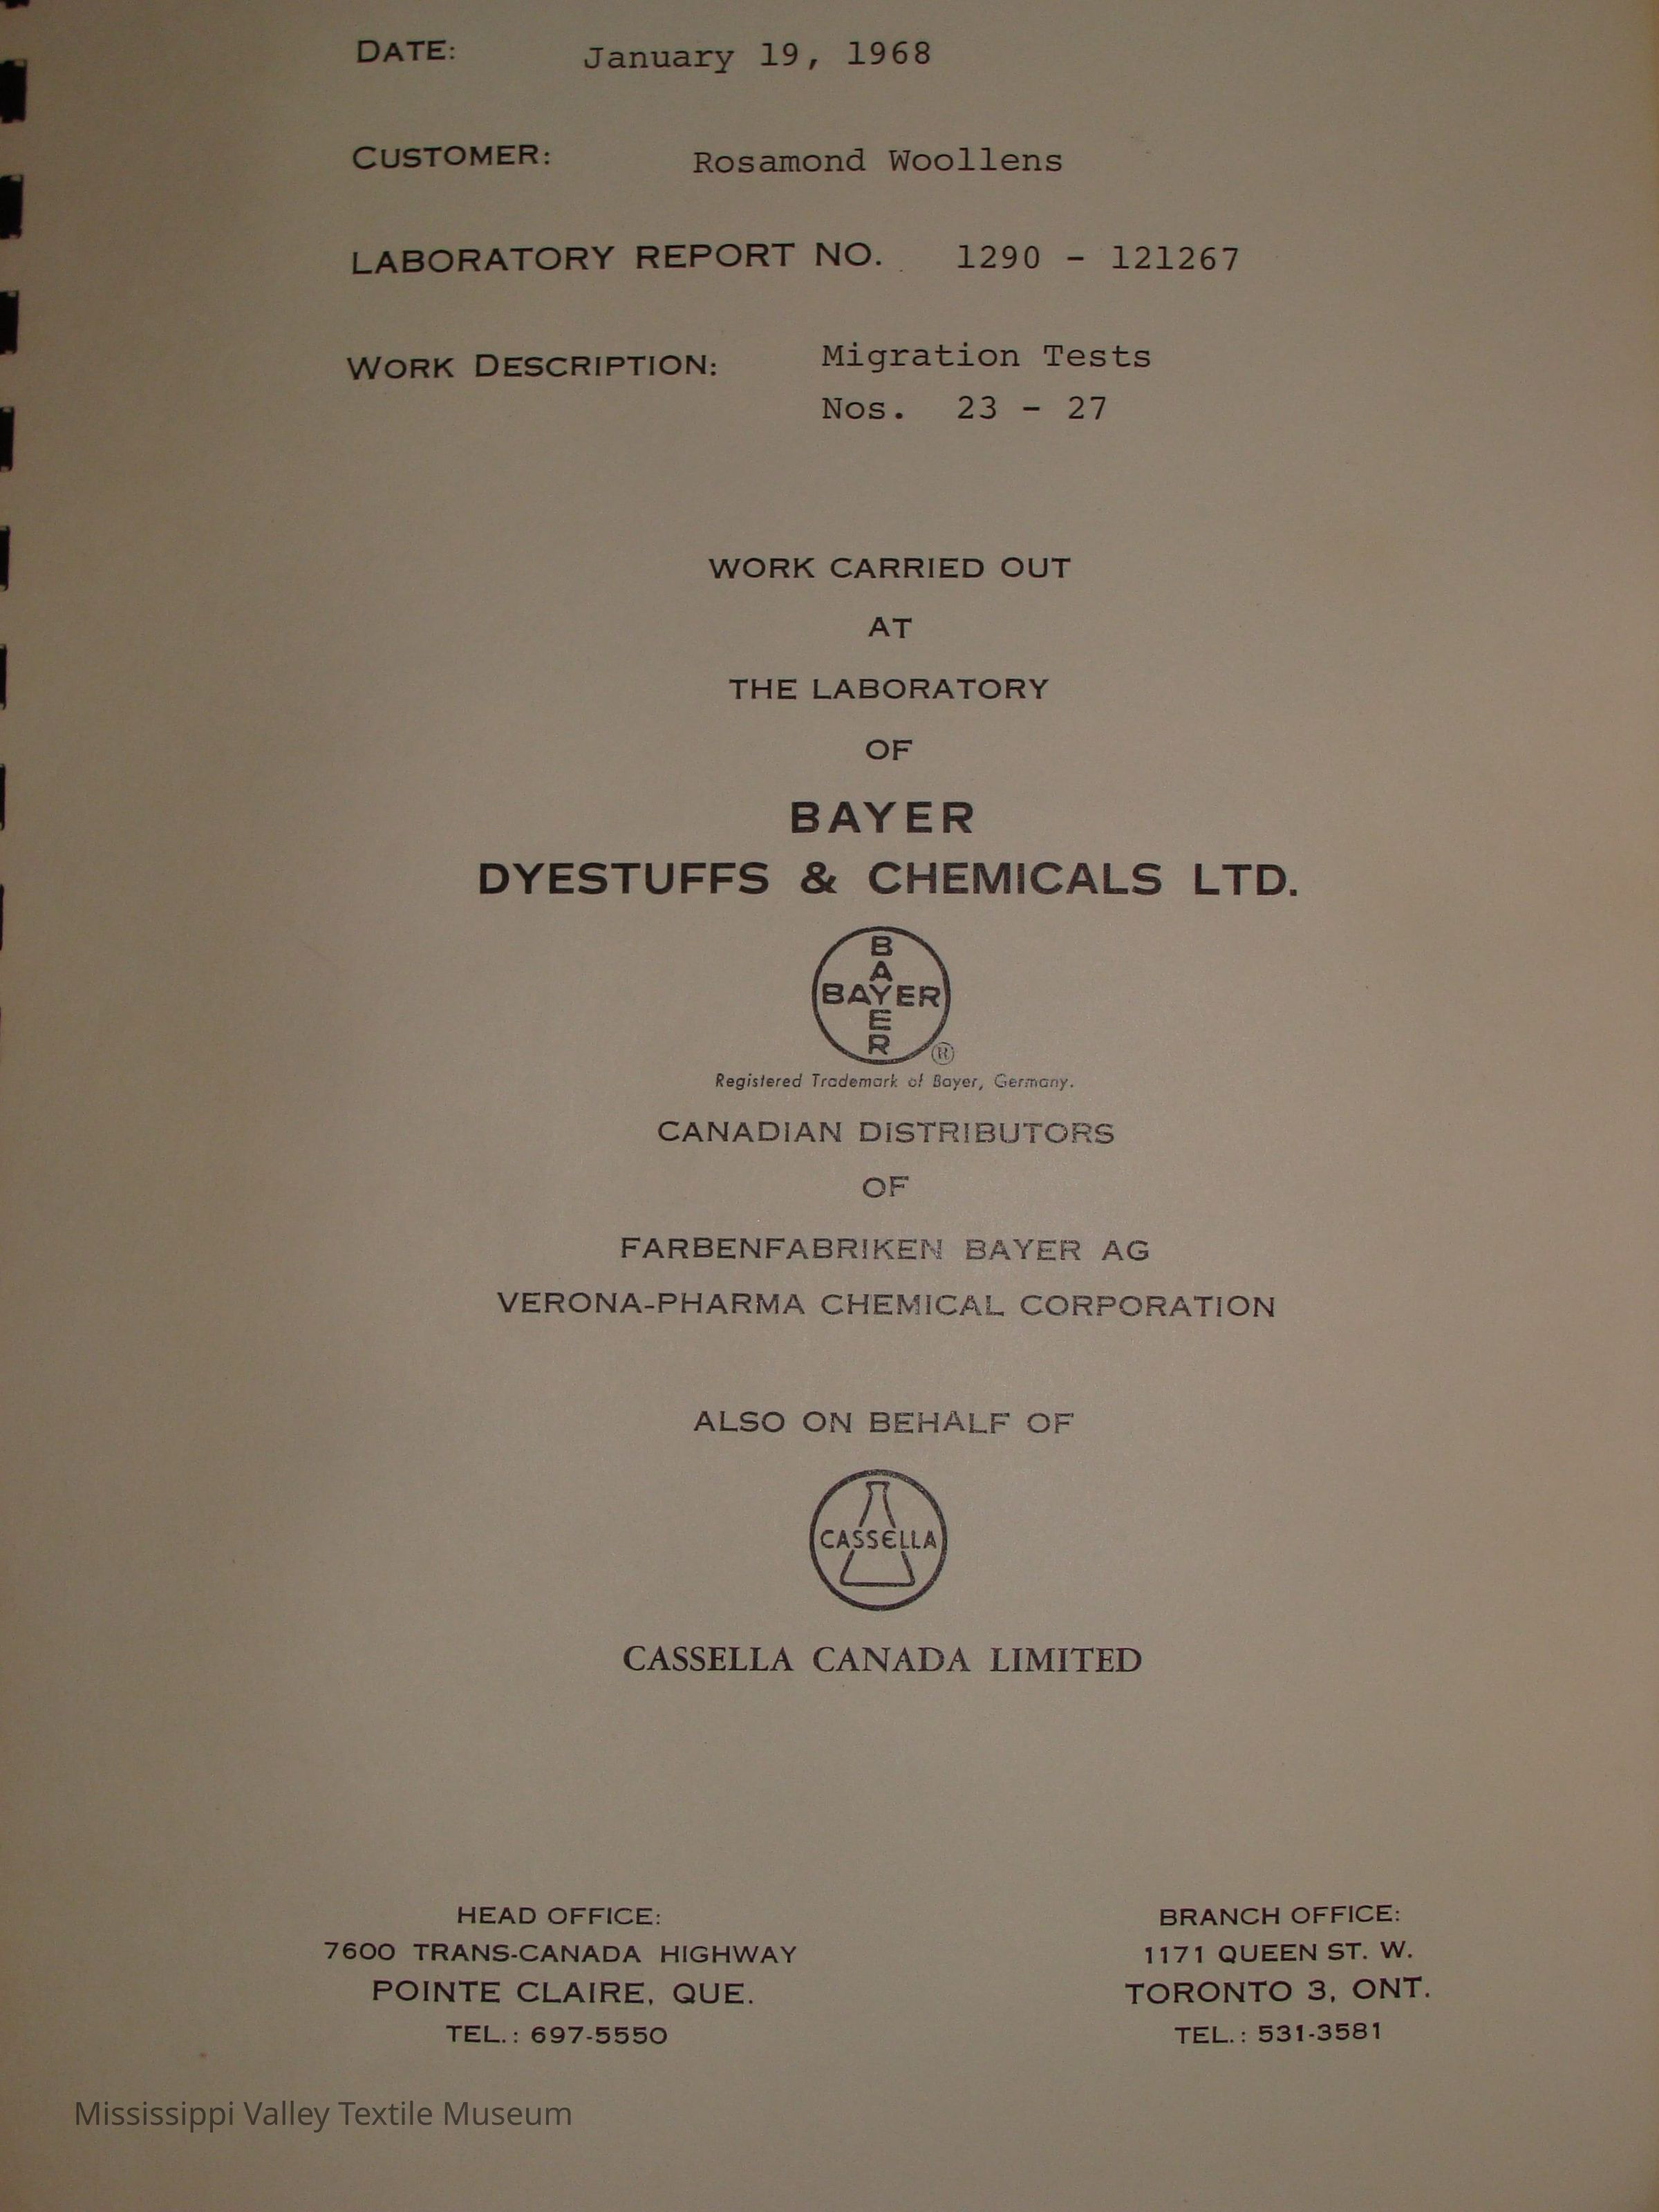 DATE: January 19, 1968
CUSTOMER: Rosamond Woollens
LABORATORY REPORT NO. 1290 - 121267
WORK DESCRIPTION: Migration Tests
Nos. 23 - 27
WORK CARRIED OUT
AT
THE LABORATORY
OF
BAYER
DYESTUFFS & CHEMICALS LTD.
B
A
BAYER
E
R
®
Registered Trademark of Bayer, Germany.
CANADIAN DISTRIBUTORS
OF
FARBENFABRIKEN BAYER AG
VERONA-PHARMA CHEMICAL CORPORATION
ALSO ON BEHALF OF
CASSELLA
CASSELLA CANADA LIMITED
HEAD OFFICE:
7600 TRANS-CANADA HIGHWAY
POINTE CLAIRE, QUE.
TEL.: 697-5550
BRANCH OFFICE:
1171 QUEEN ST. W.
TORONTO 3, ONT.
TEL.: 531-3581
Mississippi Valley Textile Museum